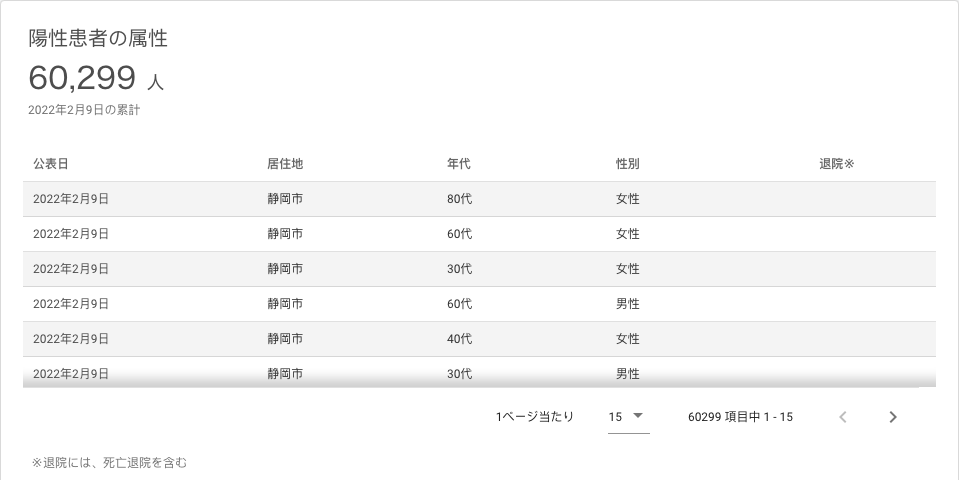 陽性患者の属性
60,299 人
2022年2月9日の累計
公表日 居住地 年代 性別 退院※
2022年2月9日 静岡市 80代 女性
2022年2月9日 静岡市 60代 女性
2022年2月9日 静岡市 30代 女性
2022年2月9日 静岡市 60代 男性
2022年2月9日 静岡市 40代 女性
2022年2月9日 静岡市 30代 男性
1ページ当たり 15 60299 項目中 1 - 15
※退院には、死亡退院を含む